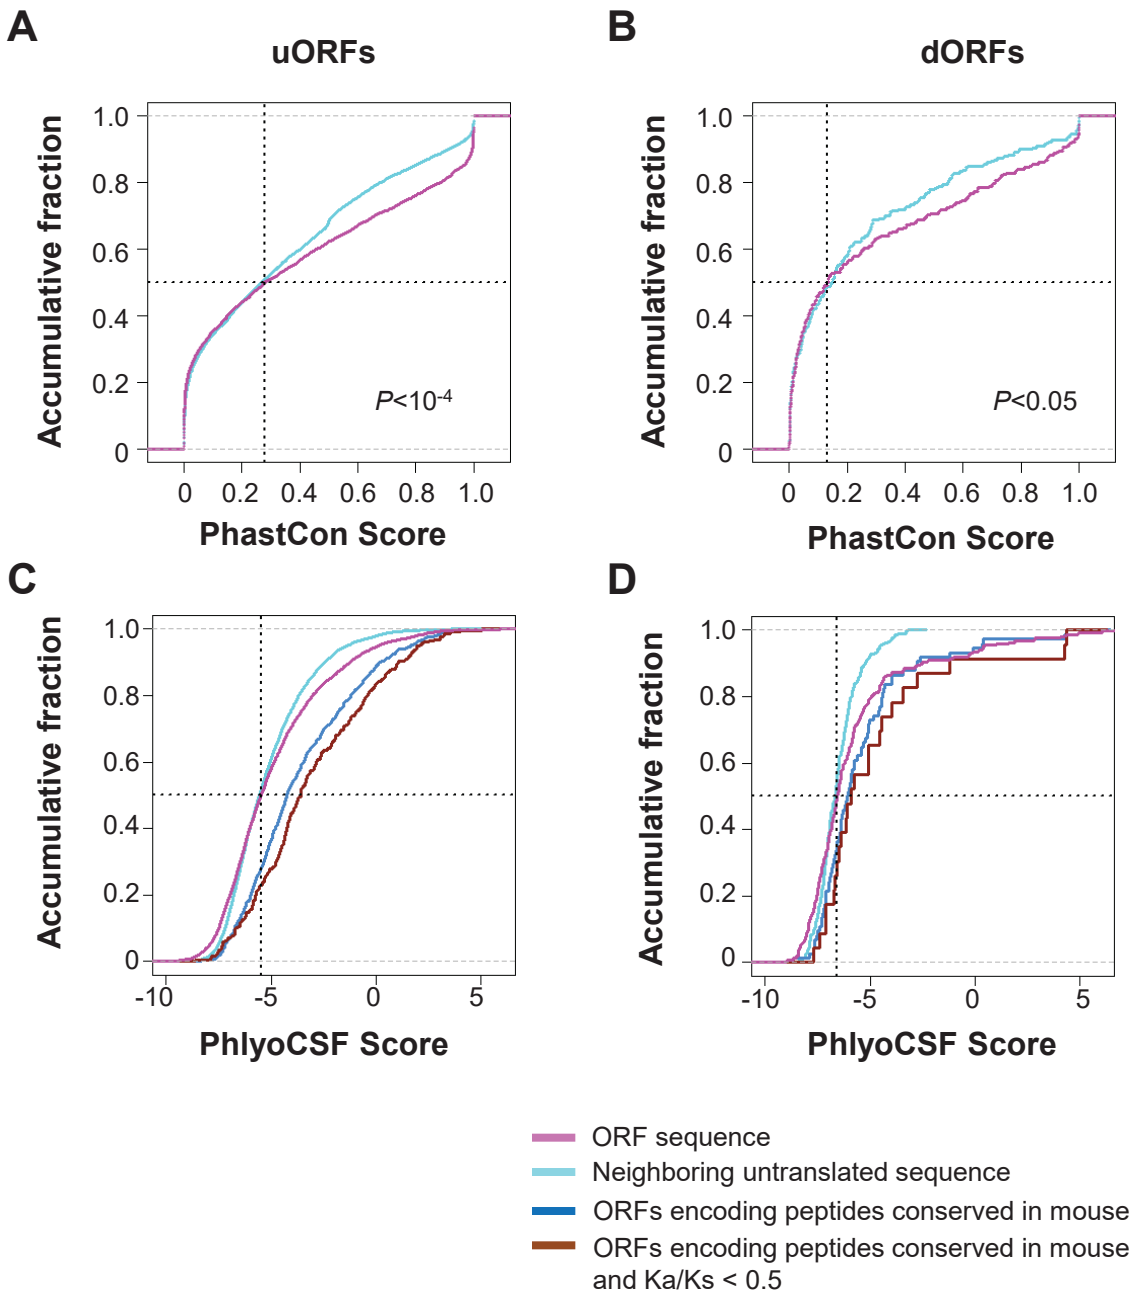 A
uORFs
Accumulative fraction
1.0
0.8
0.6
0.4
0.2
0
P<10-4
0 0.2 0.4 0.6 0.8 1.0
PhastCon Score
B
dORFs
Accumulative fraction
1.0
0.8
0.6
0.4
0.2
0
P<0.05
0 0.2 0.4 0.6 0.8 1.0
PhastCon Score
C
Accumulative fraction
1.0
0.8
0.6
0.4
0.2
0
-10 -5 0 5
PhlyoCSF Score
D
Accumulative fraction
1.0
0.8
0.6
0.4
0.2
0
-10 -5 0 5
PhlyoCSF Score
ORF sequence
Neighboring untranslated sequence
ORFs encoding peptides conserved in mouse
ORFs encoding peptides conserved in mouse
and Ka/Ks < 0.5